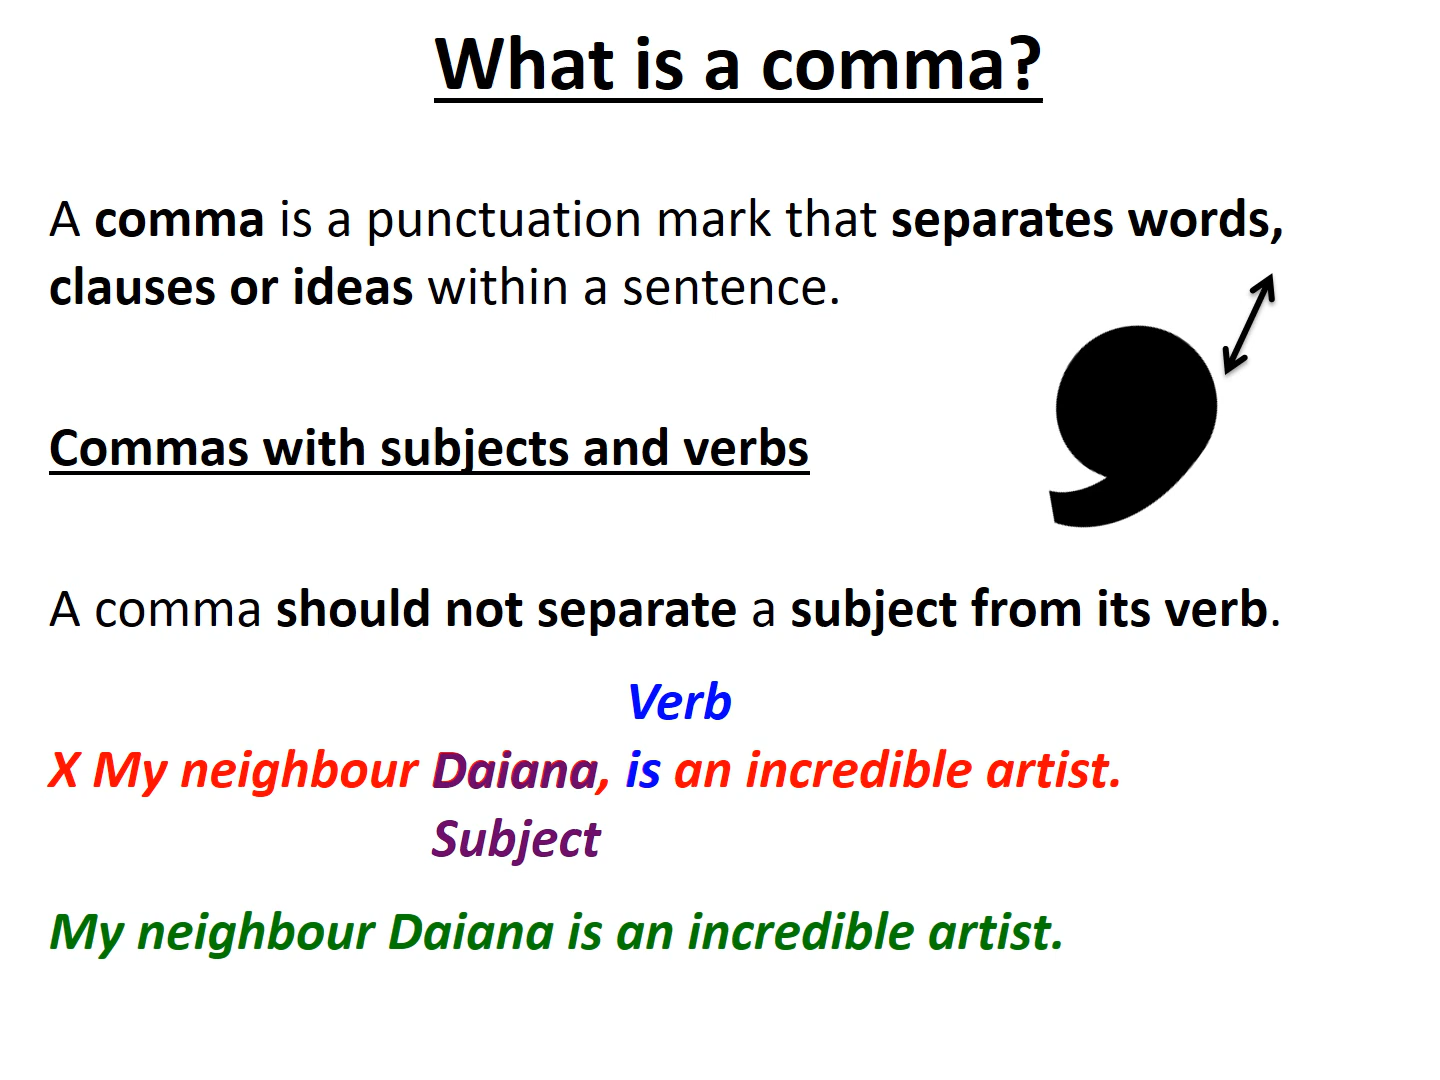 What is a comma?
A comma is a punctuation mark that separates words,
clauses or ideas within a sentence.
Commas with subjects and verbs
A comma should not separate a subject from its verb.
Verb
X My neighbour Daiana, is an incredible artist.
Subject
My neighbour Daiana is an incredible artist.